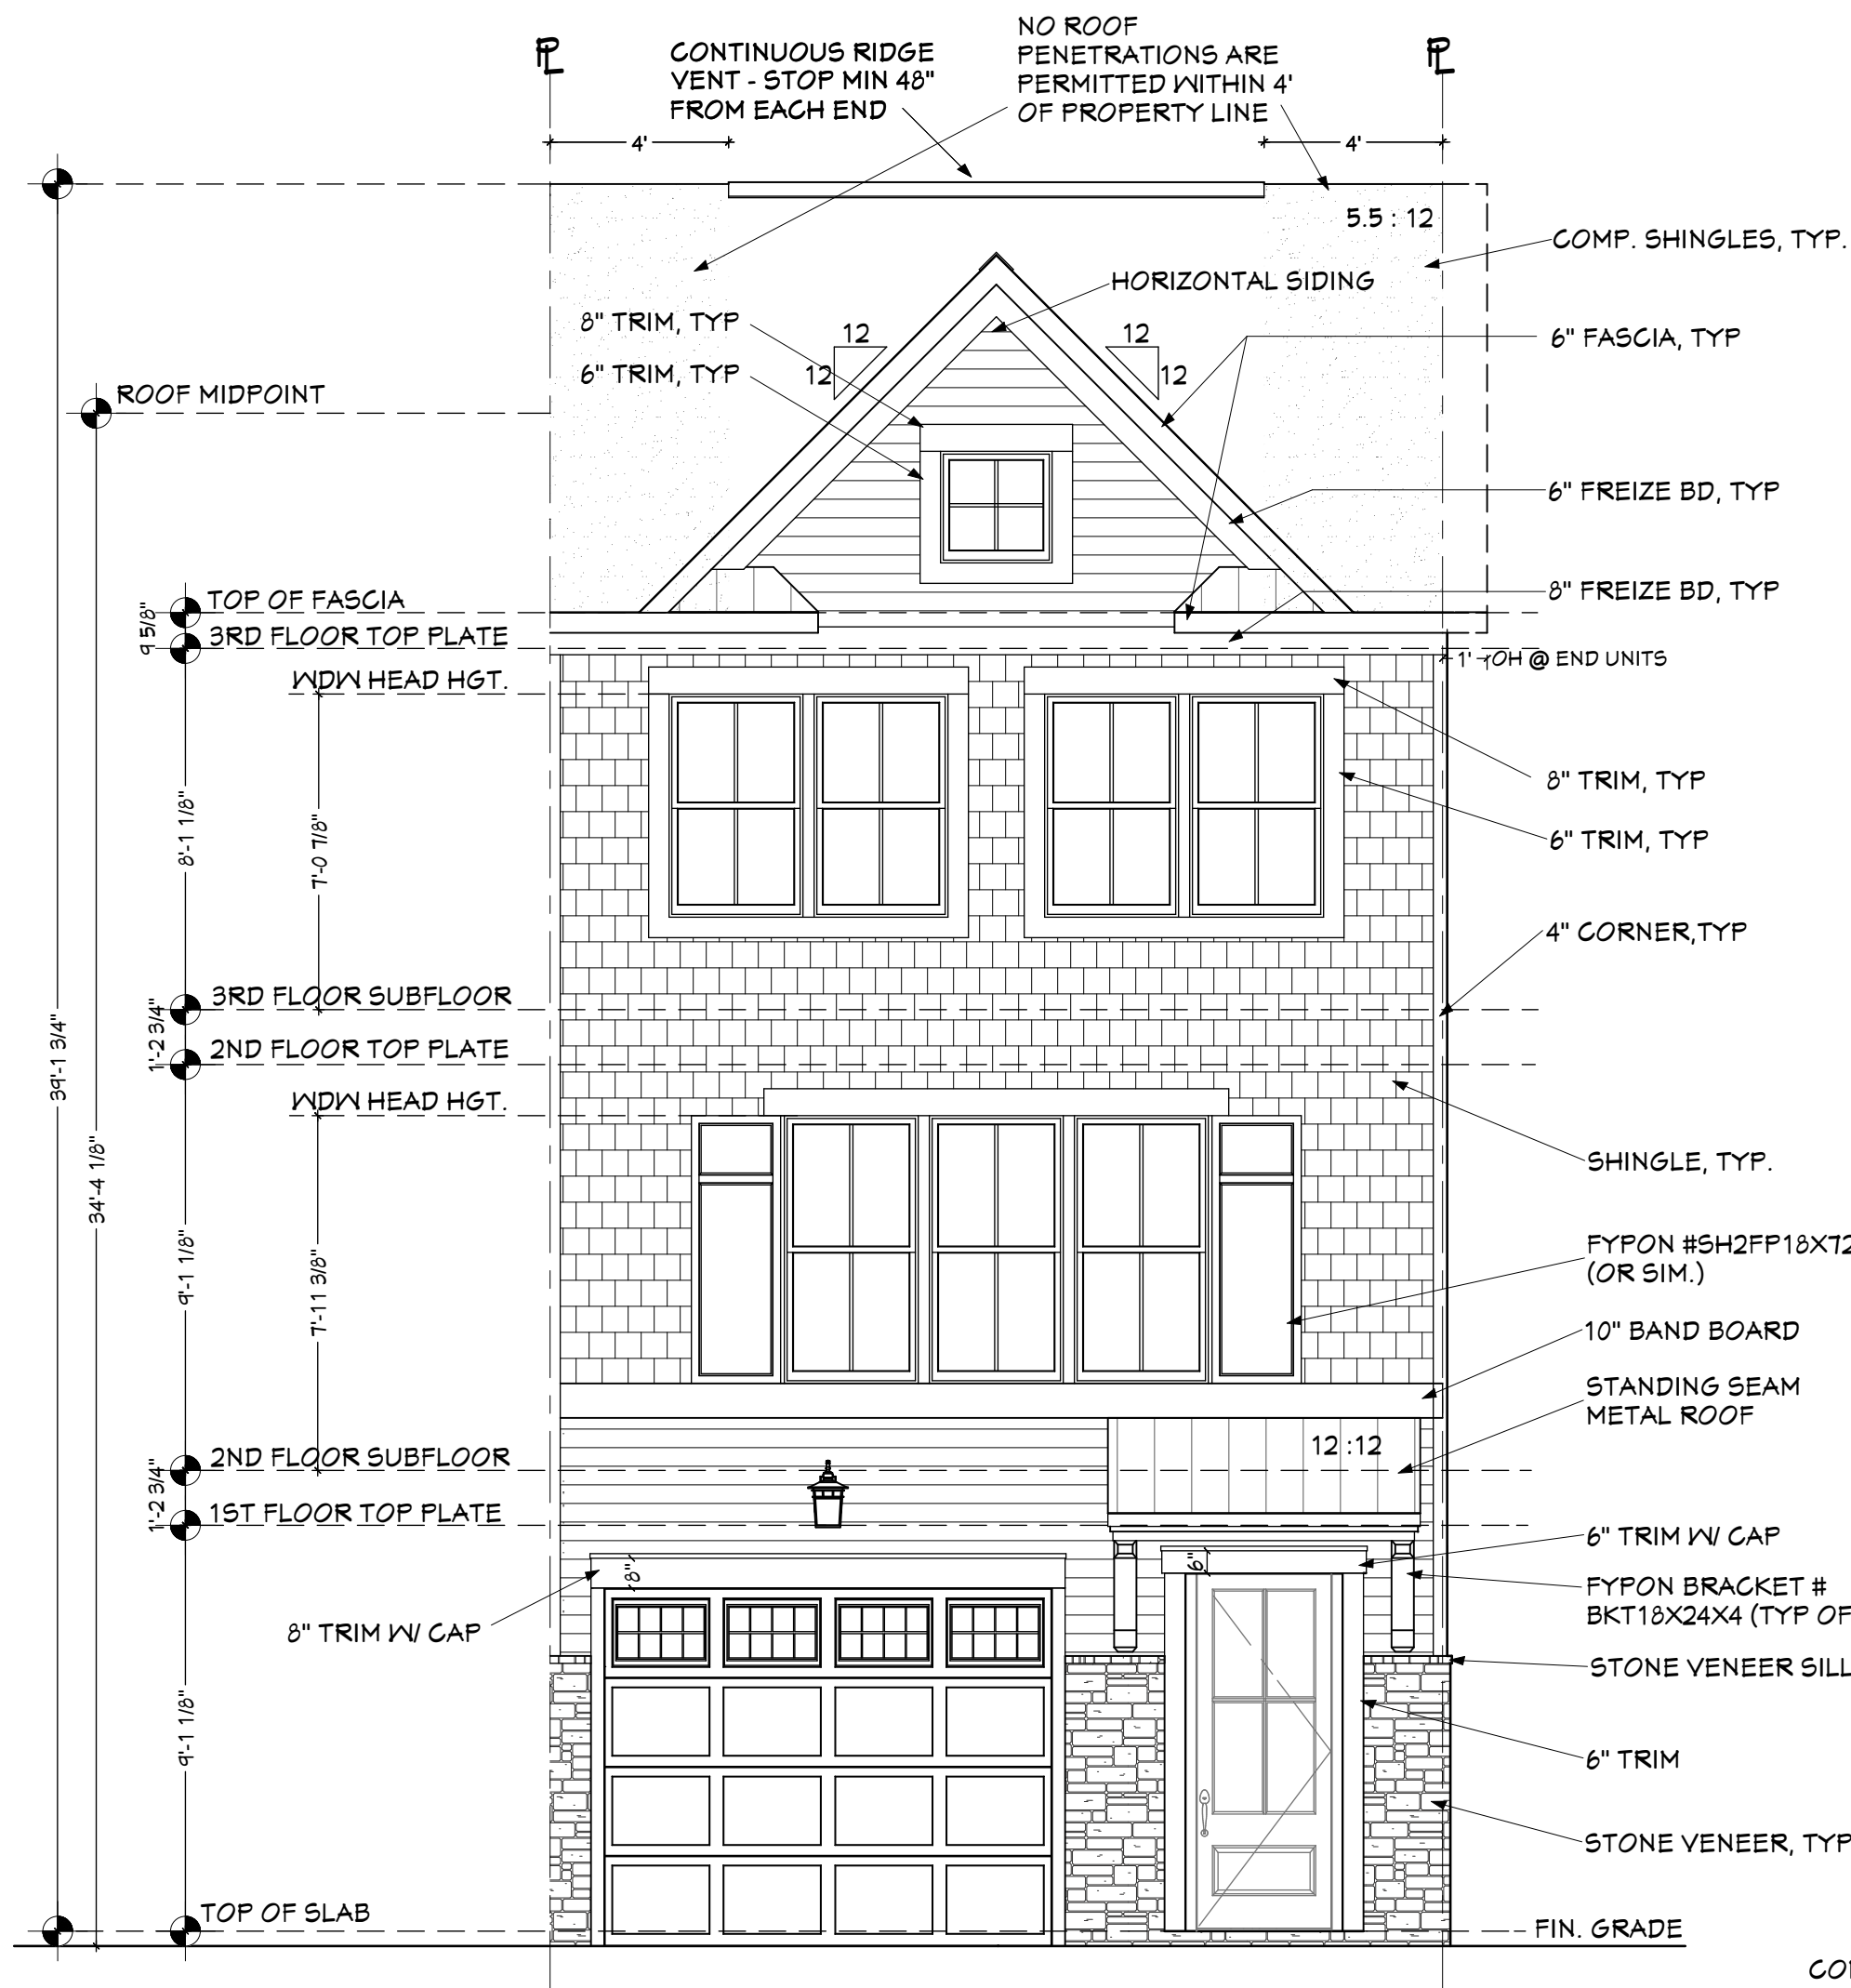 PL
CONTINUOUS RIDGE
VENT - STOP MIN 48"
FROM EACH END
NO ROOF
PENETRATIONS ARE
PERMITTED WITHIN 4'
OF PROPERTY LINE
PL
4'
4'
5.5 : 12
COMP. SHINGLES, TYP.
HORIZONTAL SIDING
8" TRIM, TYP
12
12
12
12
6" FASCIA, TYP
6" TRIM, TYP
ROOF MIDPOINT
6" FREIZE BD, TYP
8" FREIZE BD, TYP
TOP OF FASCIA
9 5/8"
3RD FLOOR TOP PLATE
1' OH @ END UNITS
WDW HEAD HGT.
8" TRIM, TYP
6" TRIM, TYP
8'-1 1/8"
7'-0 7/8"
4" CORNER,TYP
3RD FLOOR SUBFLOOR
1'-2 3/4"
2ND FLOOR TOP PLATE
39'-1 3/4"
WDW HEAD HGT.
34'-4 1/8"
SHINGLE, TYP.
9'-1 1/8"
7'-11 3/8"
FYPON #SH2FP18X72
(OR SIM.)
10" BAND BOARD
STANDING SEAM
METAL ROOF
12 :12
2ND FLOOR SUBFLOOR
1'-2 3/4"
1ST FLOOR TOP PLATE
6" TRIM W/ CAP
8"
6"
FYPON BRACKET #
BKT18X24X4 (TYP OF
8" TRIM W/ CAP
STONE VENEER SILL
9'-1 1/8"
6" TRIM
STONE VENEER, TYP
TOP OF SLAB
FIN. GRADE